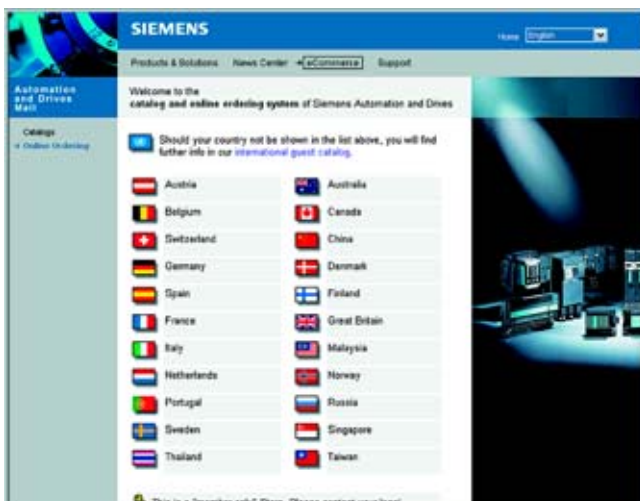 SIEMENS
Home English
Products & Solutions News Center eCommerce Support
Automation
and Drives
Mall
Welcome to the
catalog and online ordering system of Siemens Automation and Drives
Catalogs
Online Ordering
Should your country not be shown in the list above, you will find
further info in our international guest catalog.
Austria Australia
Belgium Canada
Switzerland China
Germany Denmark
Spain Finland
France Great Britain
Italy Malaysia
Netherlands Norway
Portugal Russia
Sweden Singapore
Thailand Taiwan